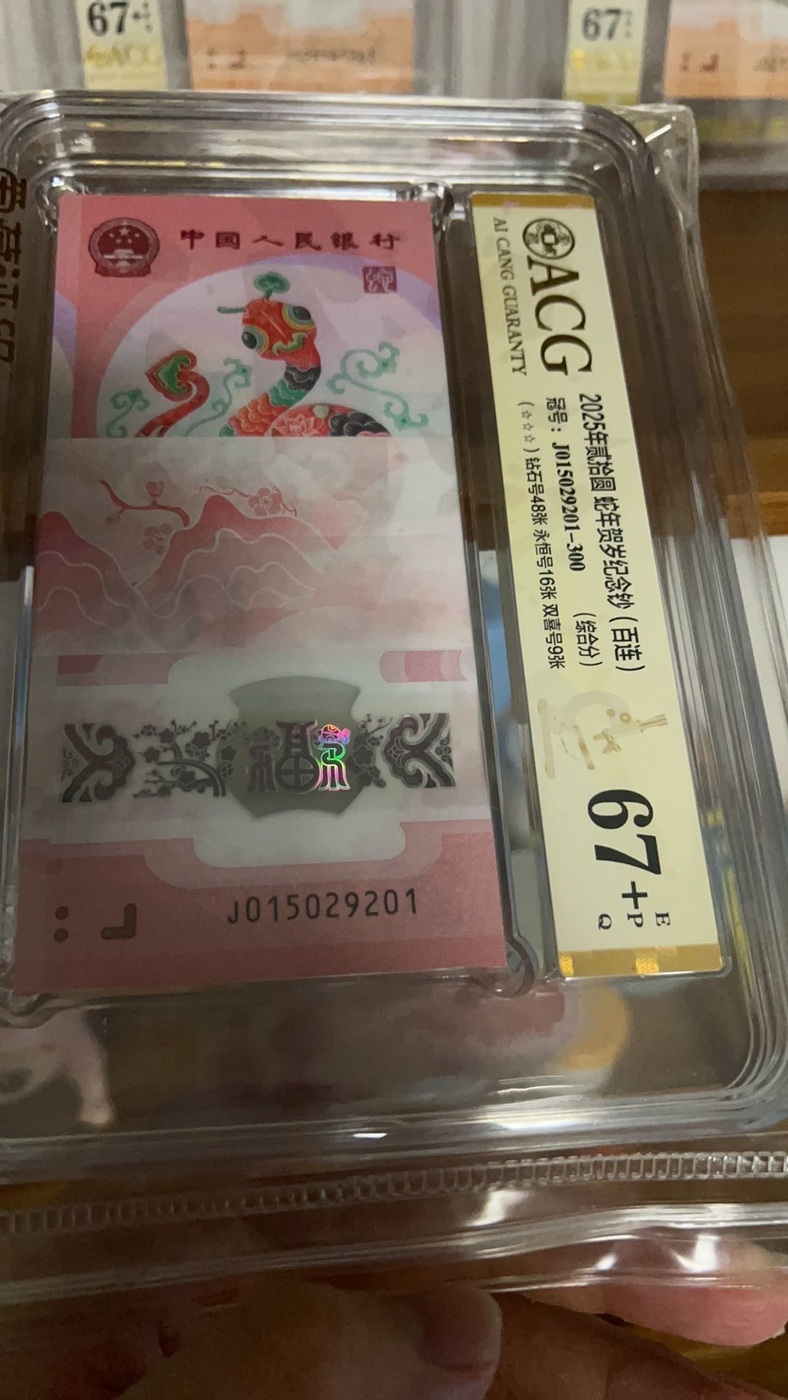 67+
ACG
67
中国人民银行
福
J015029201
ACG
AI CANG GUARANTY
2025年贰拾圆 蛇年贺岁纪念钞（百连）
冠号：J015029201-300 （综合分）
（☆☆☆）钻石号48张 永恒号16张 双喜号9张
67+
E
P
Q